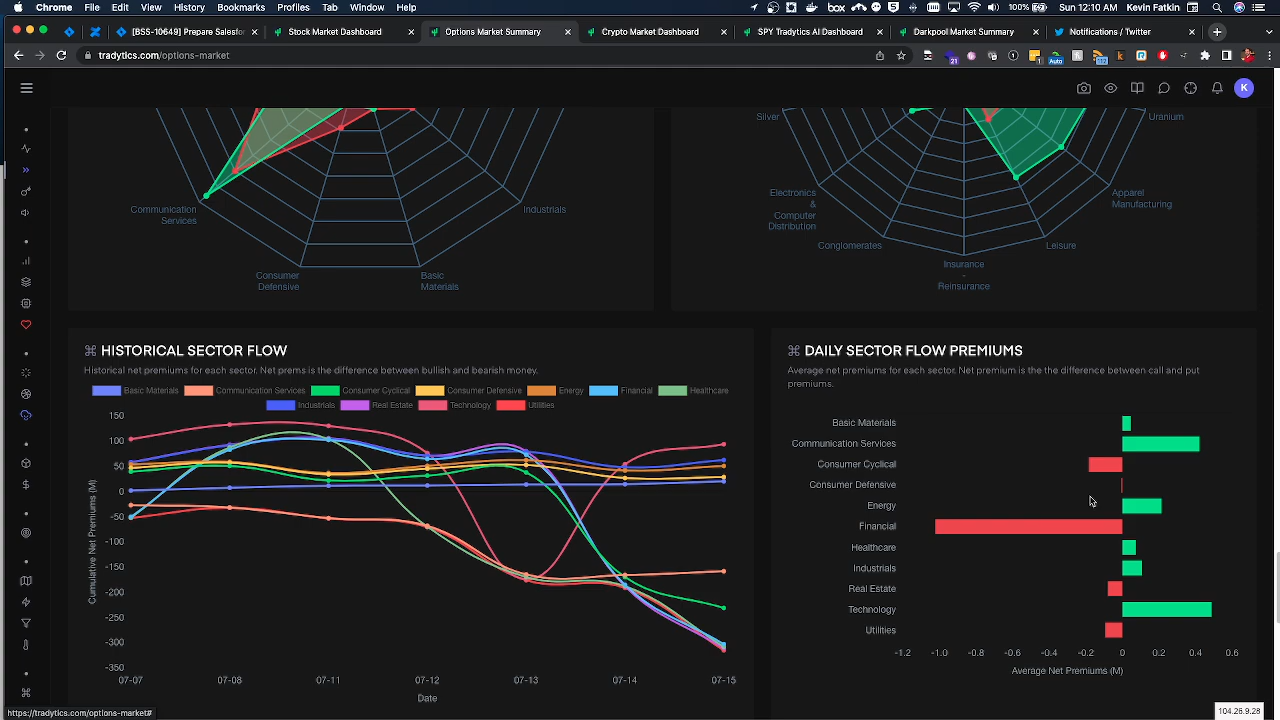 Chrome File Edit View History Bookmarks Profiles Tab Window Help
box 100% Sun 12:10 AM Kevin Fatkin
[BSS-10649] Prepare Salesfor
Stock Market Dashboard
Options Market Summary
Crypto Market Dashboard
SPY Tradytics AI Dashboard
Darkpool Market Summary
Notifications / Twitter
tradytics.com/options-market
21
Auto
K
Communication
Services
Industrials
Consumer
Defensive
Basic
Materials
Silver
Uranium
Electronics
&
Computer
Distribution
Apparel
Manufacturing
Conglomerates
Leisure
Insurance
-
Reinsurance
⌘ HISTORICAL SECTOR FLOW
Historical net premiums for each sector. Net prems is the difference between bullish and bearish money.
Basic Materials Communication Services Consumer Cyclical Consumer Defensive Energy Financial Healthcare
Industrials Real Estate Technology Utilities
150
100
50
0
-50
-100
-150
-200
-250
-300
-350
Cumulative Net Premiums (M)
07-07 07-08 07-11 07-12 07-13 07-14 07-15
Date
⌘ DAILY SECTOR FLOW PREMIUMS
Average net premiums for each sector. Net premium is the the difference between call and put
premiums.
Basic Materials
Communication Services
Consumer Cyclical
Consumer Defensive
Energy
Financial
Healthcare
Industrials
Real Estate
Technology
Utilities
-1.2 -1.0 -0.8 -0.6 -0.4 -0.2 0 0.2 0.4 0.6
Average Net Premiums (M)
https://tradytics.com/options-market#
104.26.9.28